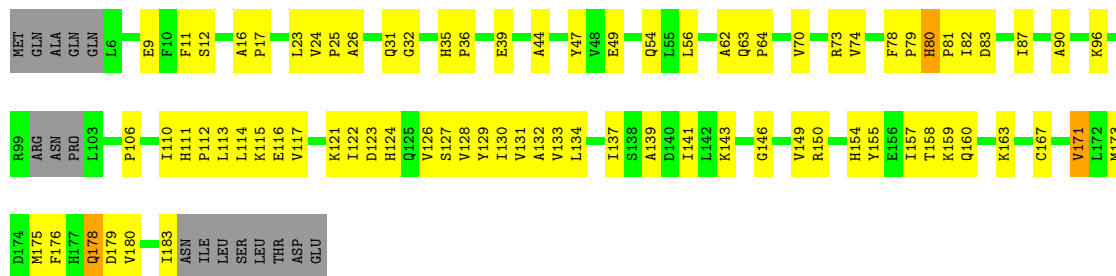 MET GLN ALA GLN GLN L6 E9 F10 F11 S12 A16 P17 L23 V24 P25 A26 Q31 G32 H35 P36 E39 A44 Y47 V48 E49 Q54 L55 L56 A62 Q63 P64 V70 R73 V74 F78 P79 H80 P81 I82 D83 I87 A90 K96
R99 ARG ASN PRO L103 P106 I110 H111 P112 L113 L114 K115 E116 V117 K121 I122 D123 H124 Q125 V126 S127 V128 Y129 I130 V131 A132 V133 L134 I137 S138 A139 D140 I141 L142 K143 G146 V149 R150 H154 Y155 E156 I157 T158 K159 Q160 K163 C167 V171 L172 M173
D174 M175 F176 H177 Q178 D179 V180 I183 ASN ILE LEU SER LEU THR ASP GLU